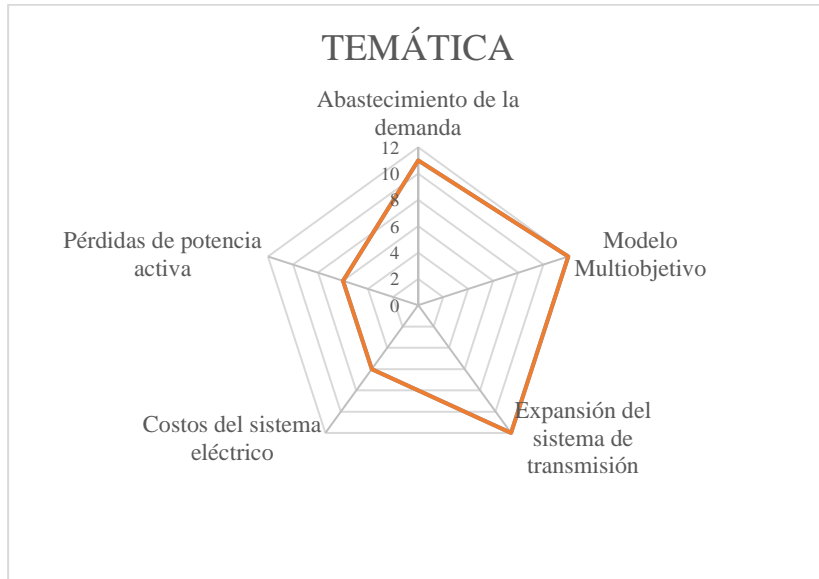 TEMÁTICA
Abastecimiento de la
demanda
12
10
8
6
4
2
0
Pérdidas de potencia
activa
Modelo
Multiobjetivo
Costos del sistema
eléctrico
Expansión del
sistema de
transmisión